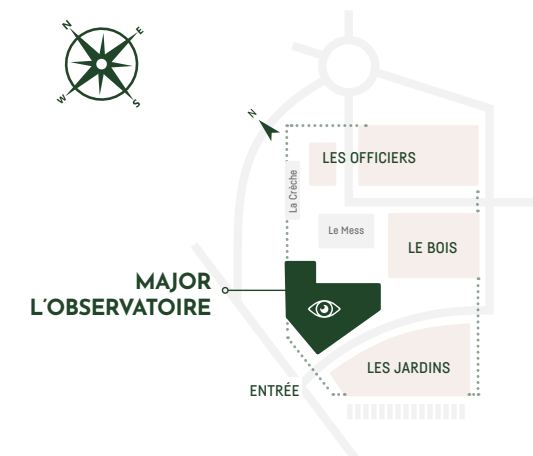 N
E
W
S
N
LES OFFICIERS
La Crèche
Le Mess
LE BOIS
MAJOR
L'OBSERVATOIRE
LES JARDINS
ENTRÉE